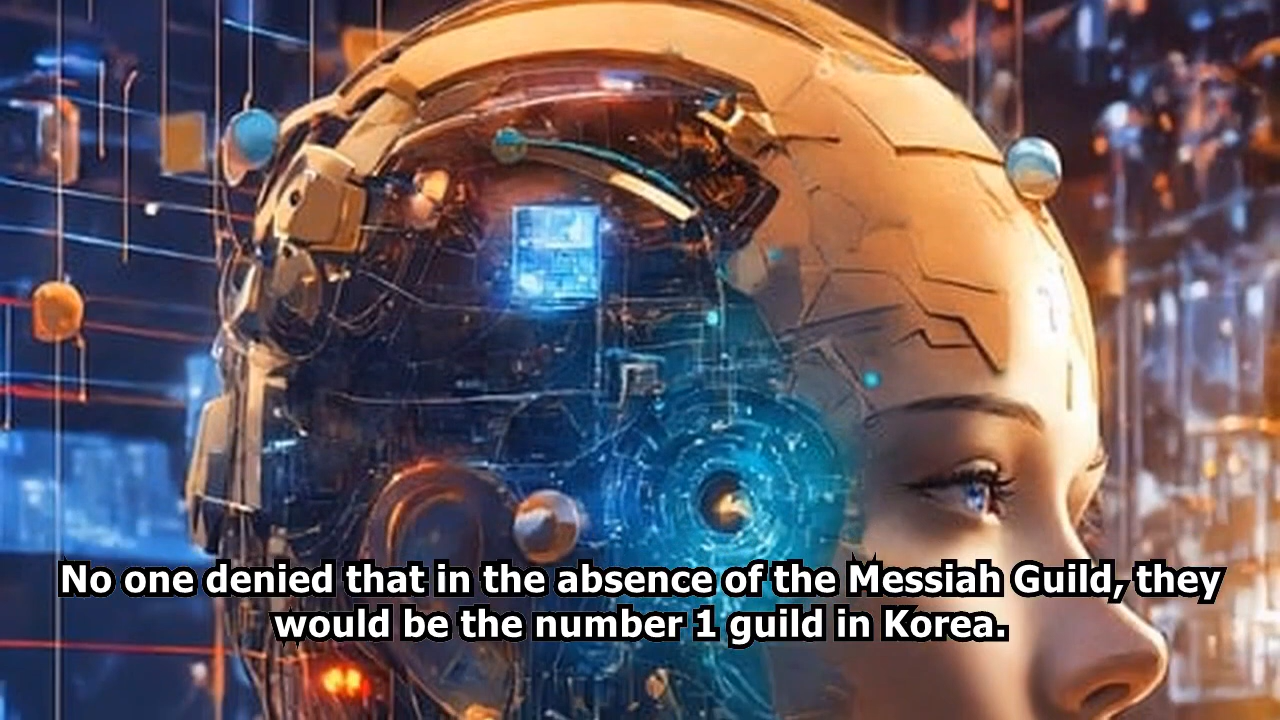 No one denied that in the absence of the Messiah Guild, they
would be the number 1 guild in Korea.